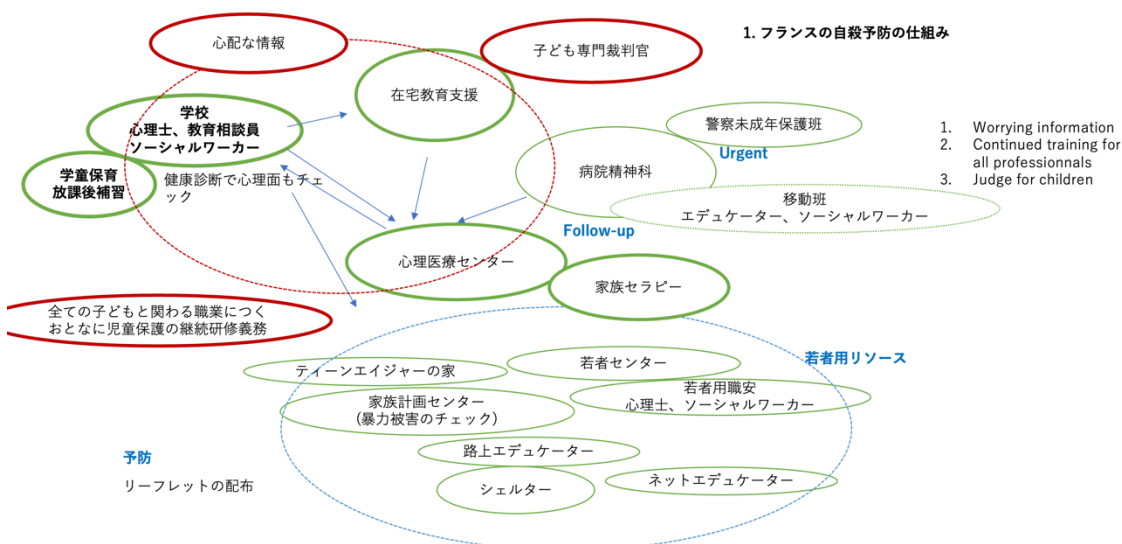 1. フランスの自殺予防の仕組み
心配な情報
子ども専門裁判官
在宅教育支援
学校
心理士、教育相談員
ソーシャルワーカー
警察未成年保護班
Urgent
病院精神科
1. Worrying information
2. Continued training for
all professionnals
3. Judge for children
学童保育
放課後補習
健康診断で心理面もチェ
ック
移動班
エデュケーター、ソーシャルワーカー
Follow-up
心理医療センター
家族セラピー
全ての子どもと関わる職業につく
おとなに児童保護の継続研修義務
若者用リソース
若者センター
ティーンエイジャーの家
若者用職安
心理士、ソーシャルワーカー
家族計画センター
(暴力被害のチェック)
路上エデュケーター
予防
リーフレットの配布
シェルター
ネットエデュケーター